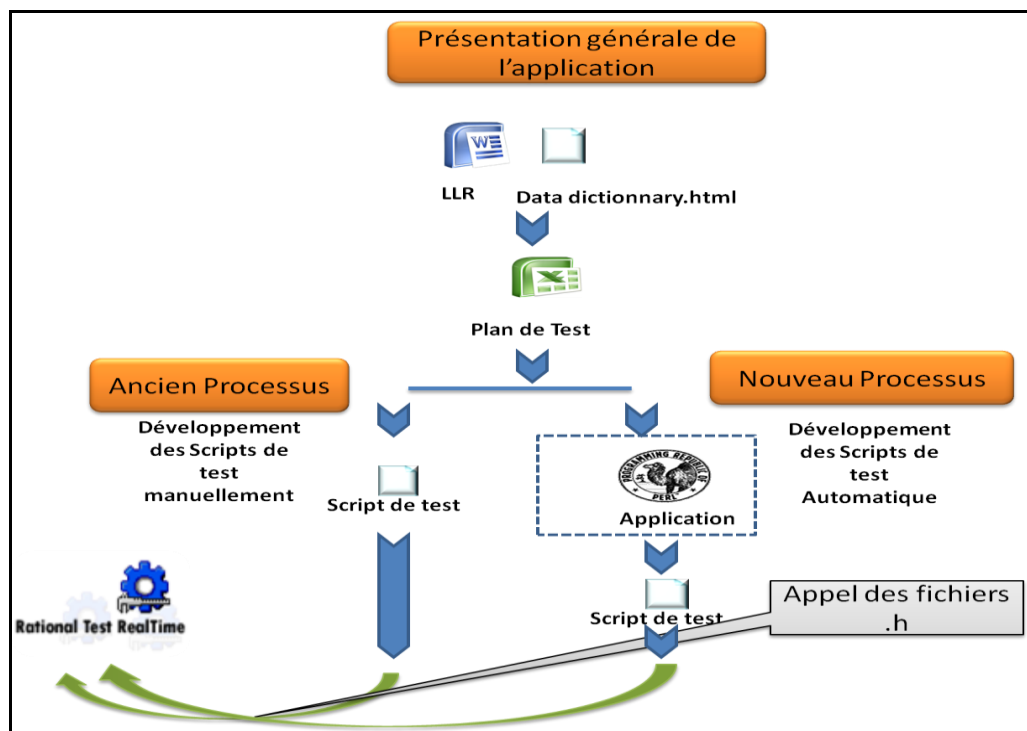 Présentation générale de
l'application
W
LLR
Data dictionnary.html
X
Plan de Test
Ancien Processus
Nouveau Processus
Développement
des Scripts de
test
manuellement
Script de test
PROGRAMMING REPUBLIC OF
PERL
Application
Développement
des Scripts de
test
Automatique
Rational Test RealTime
Script de test
Appel des fichiers
.h